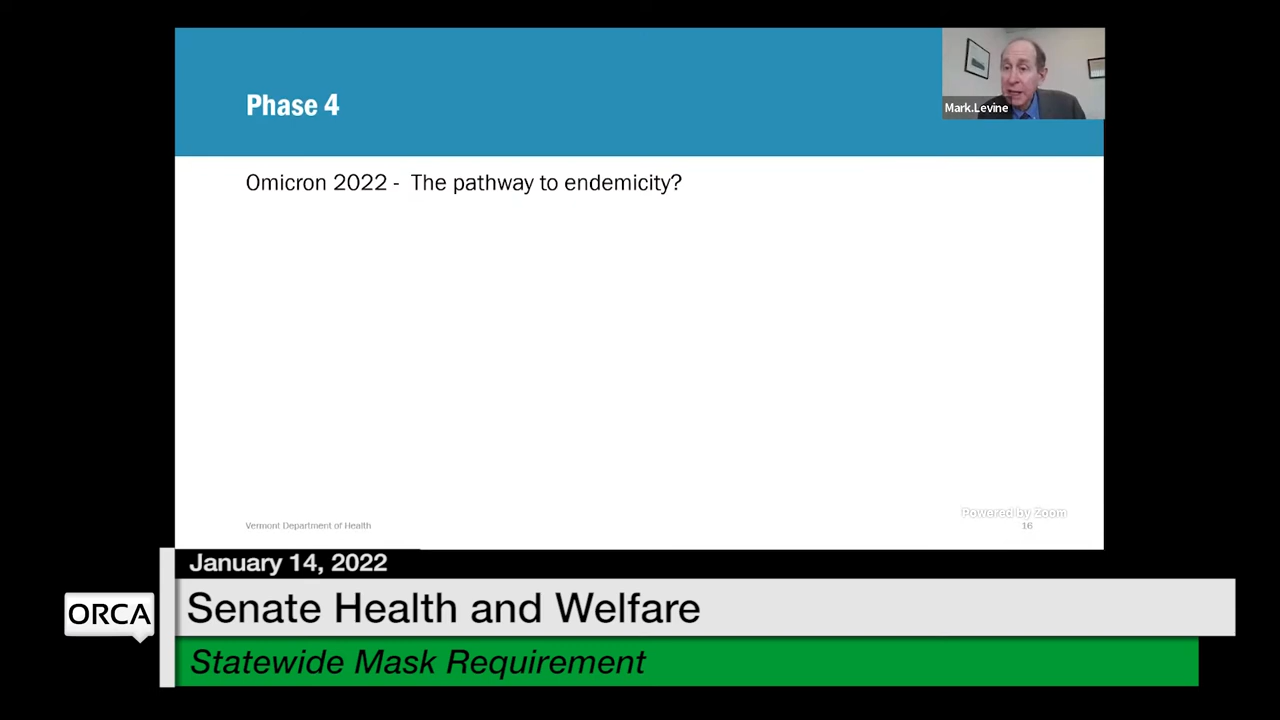 Phase 4
Mark.Levine
Omicron 2022 - The pathway to endemicity?
Powered by Zoom
Vermont Department of Health
16
January 14, 2022
ORCA
Senate Health and Welfare
Statewide Mask Requirement